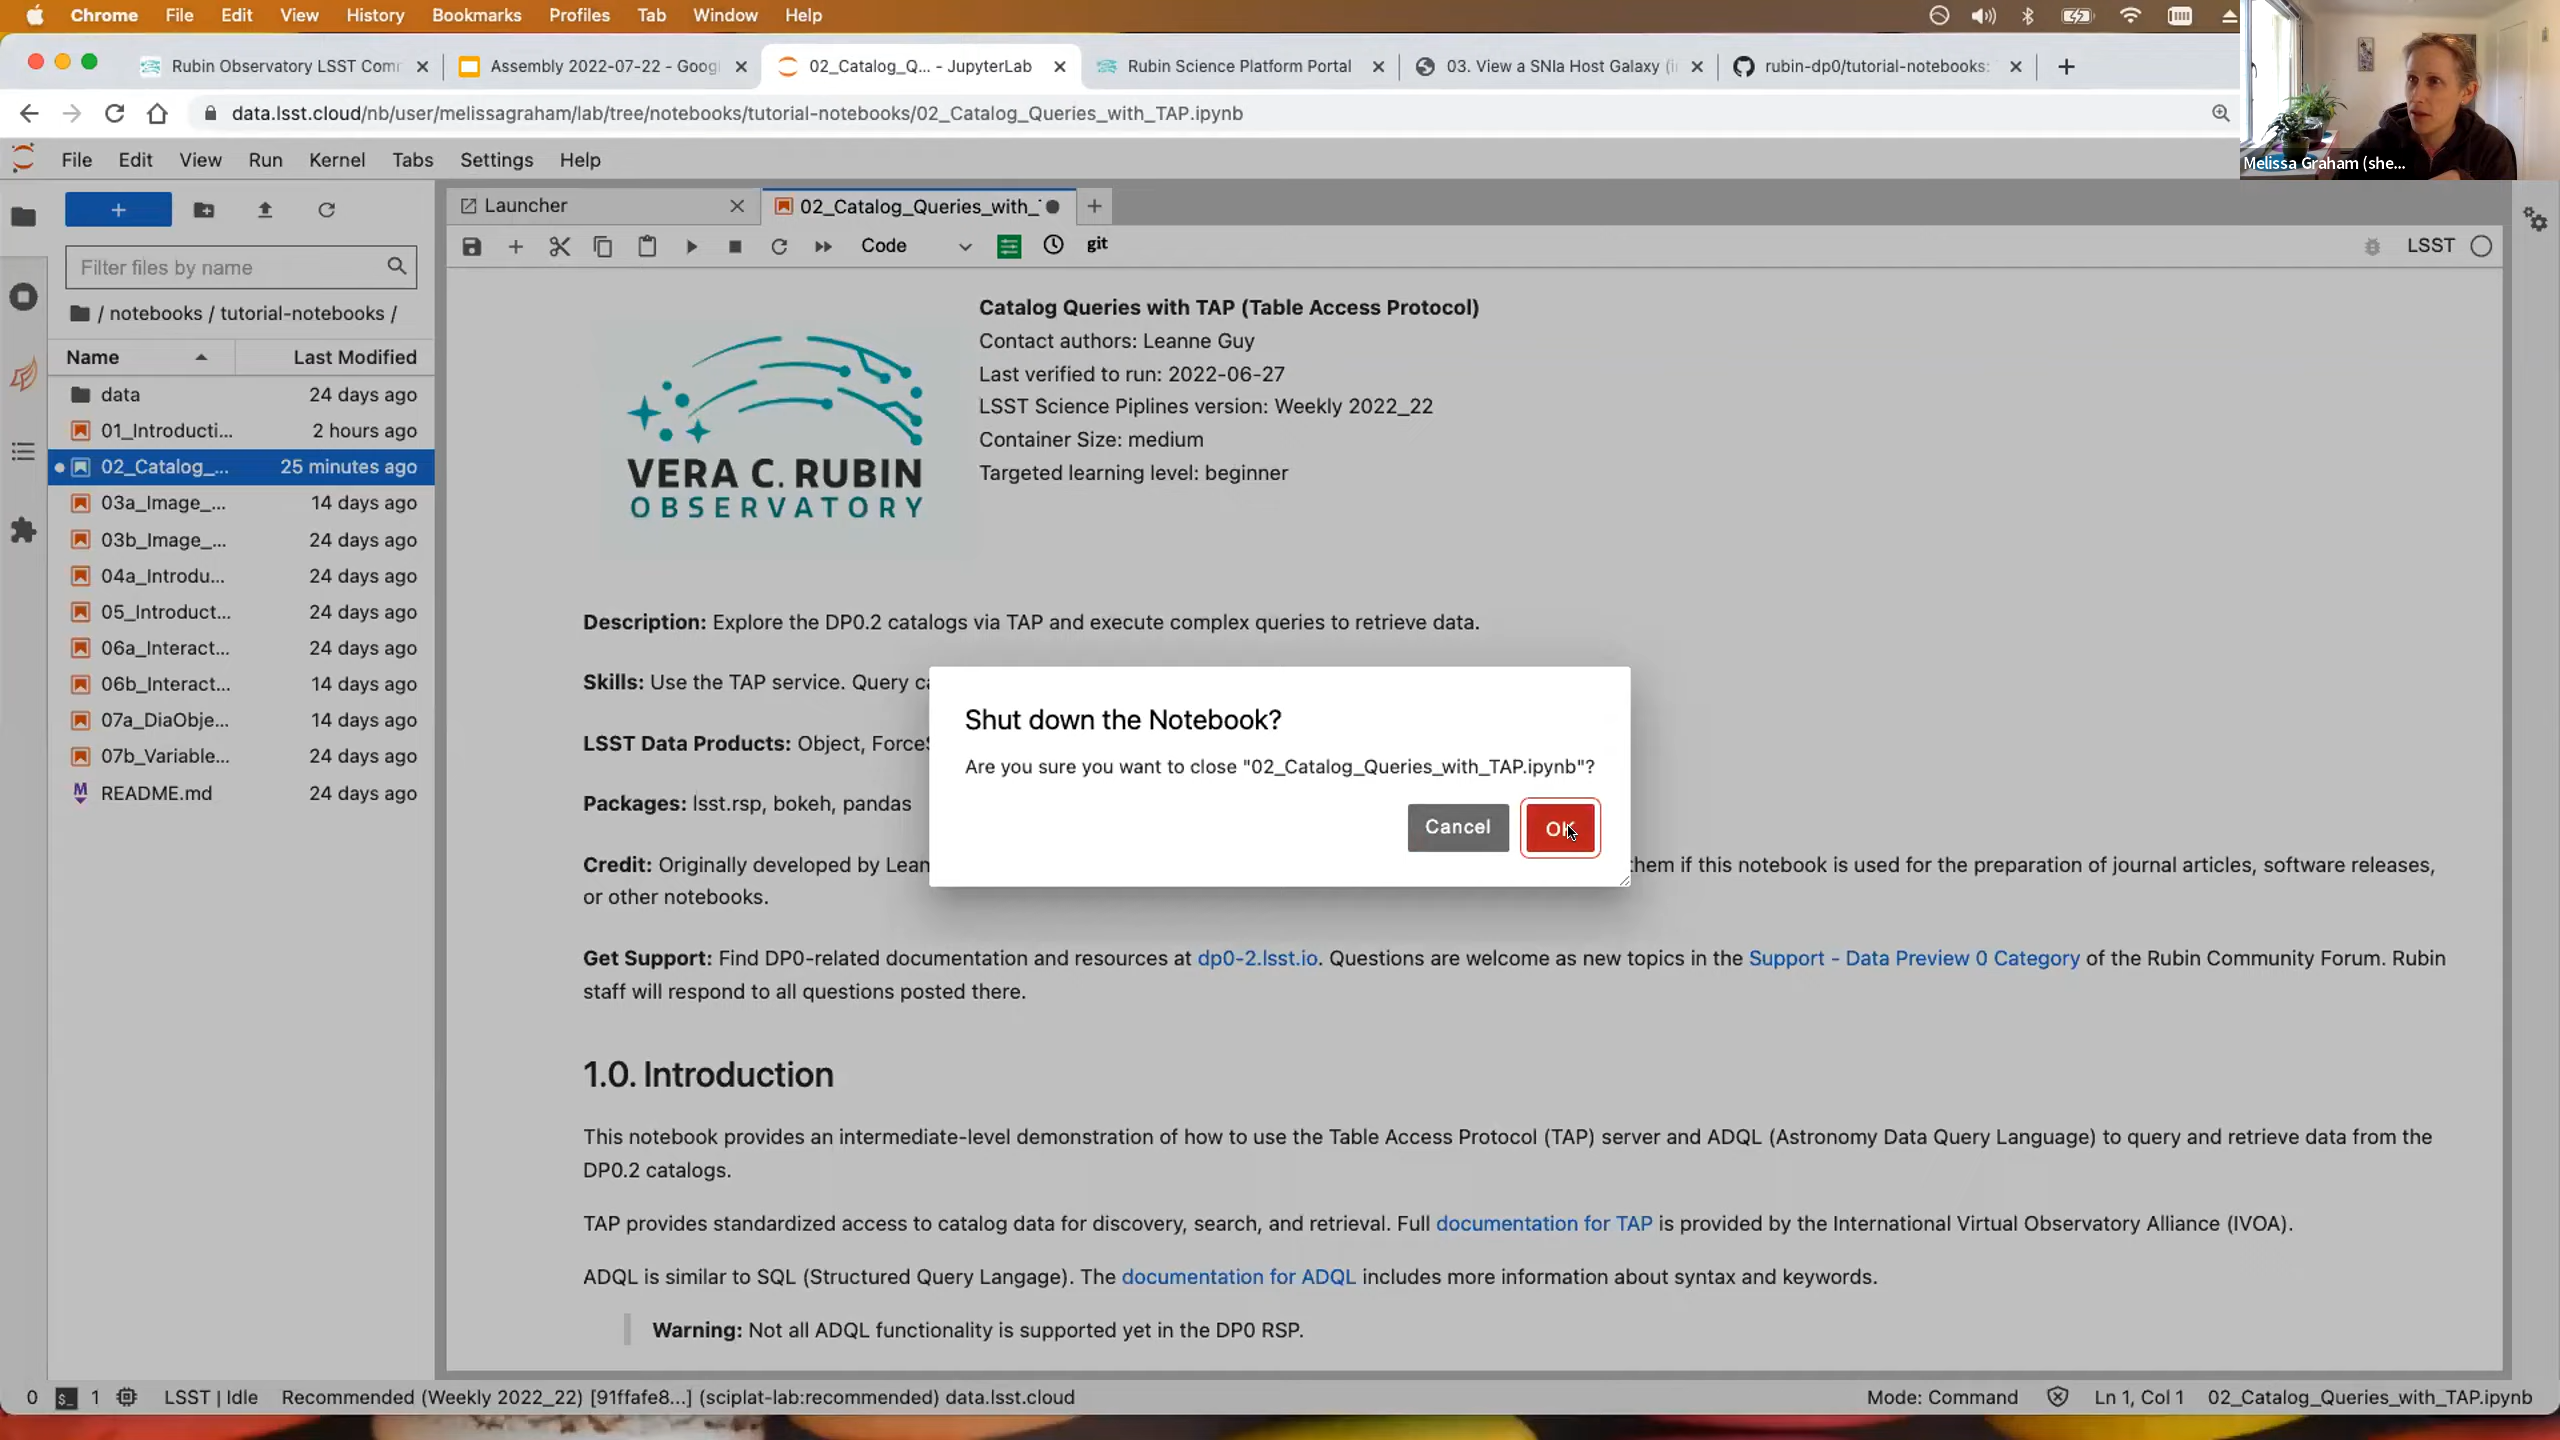 Chrome File Edit View History Bookmarks Profiles Tab Window Help
Rubin Observatory LSST Com
Assembly 2022-07-22 - Goog
02_Catalog_Q... - JupyterLab
Rubin Science Platform Portal
03. View a SNIa Host Galaxy (i
rubin-dp0/tutorial-notebooks:
data.lsst.cloud/nb/user/melissagraham/lab/tree/notebooks/tutorial-notebooks/02_Catalog_Queries_with_TAP.ipynb
Melissa Graham (she...
File Edit View Run Kernel Tabs Settings Help
Filter files by name
/ notebooks / tutorial-notebooks /
Name Last Modified
data 24 days ago
01_Introducti... 2 hours ago
02_Catalog_... 25 minutes ago
03a_Image_... 14 days ago
03b_Image_... 24 days ago
04a_Introdu... 24 days ago
05_Introduct... 24 days ago
06a_Interact... 24 days ago
06b_Interact... 14 days ago
07a_DiaObje... 14 days ago
07b_Variable... 24 days ago
README.md 24 days ago
Launcher
02_Catalog_Queries_with_
Code
git
LSST
VERA C. RUBIN
OBSERVATORY
Catalog Queries with TAP (Table Access Protocol)
Contact authors: Leanne Guy
Last verified to run: 2022-06-27
LSST Science Piplines version: Weekly 2022_22
Container Size: medium
Targeted learning level: beginner
Description: Explore the DP0.2 catalogs via TAP and execute complex queries to retrieve data.
Skills: Use the TAP service. Query
LSST Data Products: Object,
Packages: lsst.rsp, bokeh, pandas
Credit: Originally developed by
if this notebook is used for the preparation of journal articles, software releases,
or other notebooks.
Shut down the Notebook?
Are you sure you want to close "02_Catalog_Queries_with_TAP.ipynb"?
Cancel OK
Get Support: Find DP0-related documentation and resources at dp0-2.lsst.io. Questions are welcome as new topics in the Support - Data Preview 0 Category of the Rubin Community Forum. Rubin
staff will respond to all questions posted there.
1.0. Introduction
This notebook provides an intermediate-level demonstration of how to use the Table Access Protocol (TAP) server and ADQL (Astronomy Data Query Language) to query and retrieve data from the
DP0.2 catalogs.
TAP provides standardized access to catalog data for discovery, search, and retrieval. Full documentation for TAP is provided by the International Virtual Observatory Alliance (IVOA).
ADQL is similar to SQL (Structured Query Langage). The documentation for ADQL includes more information about syntax and keywords.
Warning: Not all ADQL functionality is supported yet in the DP0 RSP.
0 1 LSST | Idle Recommended (Weekly 2022_22) [91ffafe8...] (sciplat-lab:recommended) data.lsst.cloud
Mode: Command Ln 1, Col 1 02_Catalog_Queries_with_TAP.ipynb